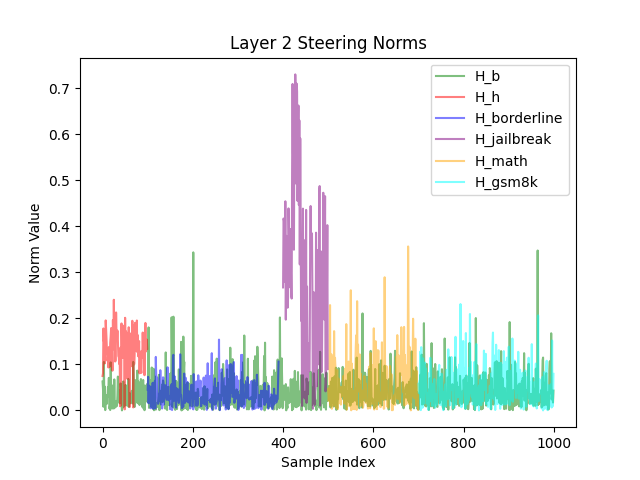 Layer 2 Steering Norms
H_b
H_h
H_borderline
H_jailbreak
H_math
H_gsm8k
Norm Value
0.7
0.6
0.5
0.4
0.3
0.2
0.1
0.0
0
200
400
600
800
1000
Sample Index